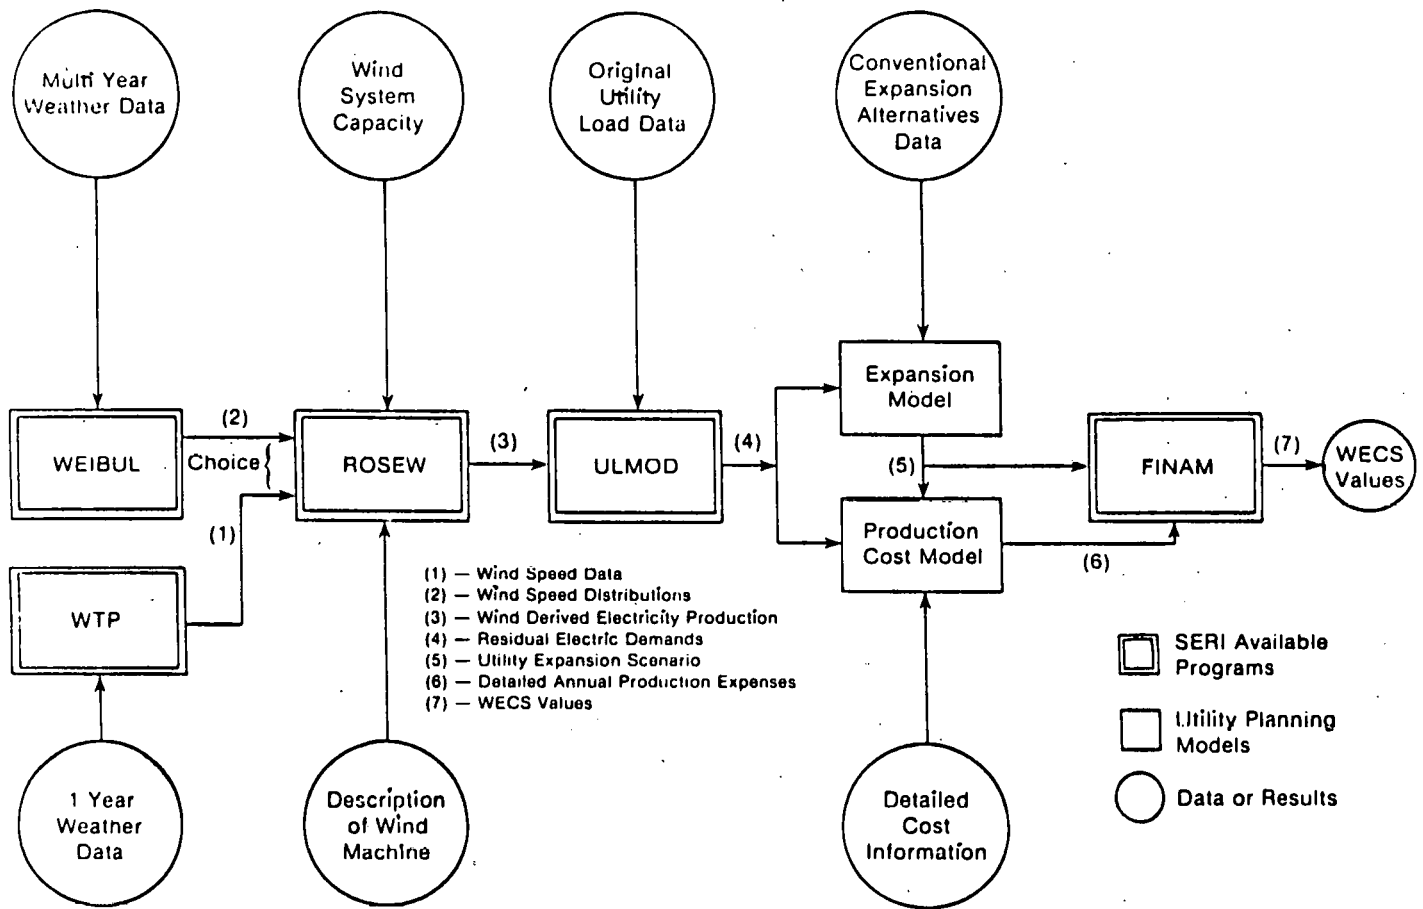 Multi Year
Weather Data
Wind
System
Capacity
Original
Utility
Load Data
Conventional
Expansion
Alternatives
Data
Expansion
Model
WEIBUL
(2)
Choice
ROSEW
(3)
ULMOD
(4)
(5)
FINAM
(7)
WECS
Values
(1)
Production
Cost Model
(6)
WTP
(1) — Wind Speed Data
(2) — Wind Speed Distributions
(3) — Wind Derived Electricity Production
(4) — Residual Electric Demands
(5) — Utility Expansion Scenario
(6) — Detailed Annual Production Expenses
(7) — WECS Values
SERI Available
Programs
Utility Planning
Models
Data or Results
1 Year
Weather
Data
Description
of Wind
Machine
Detailed
Cost
Information